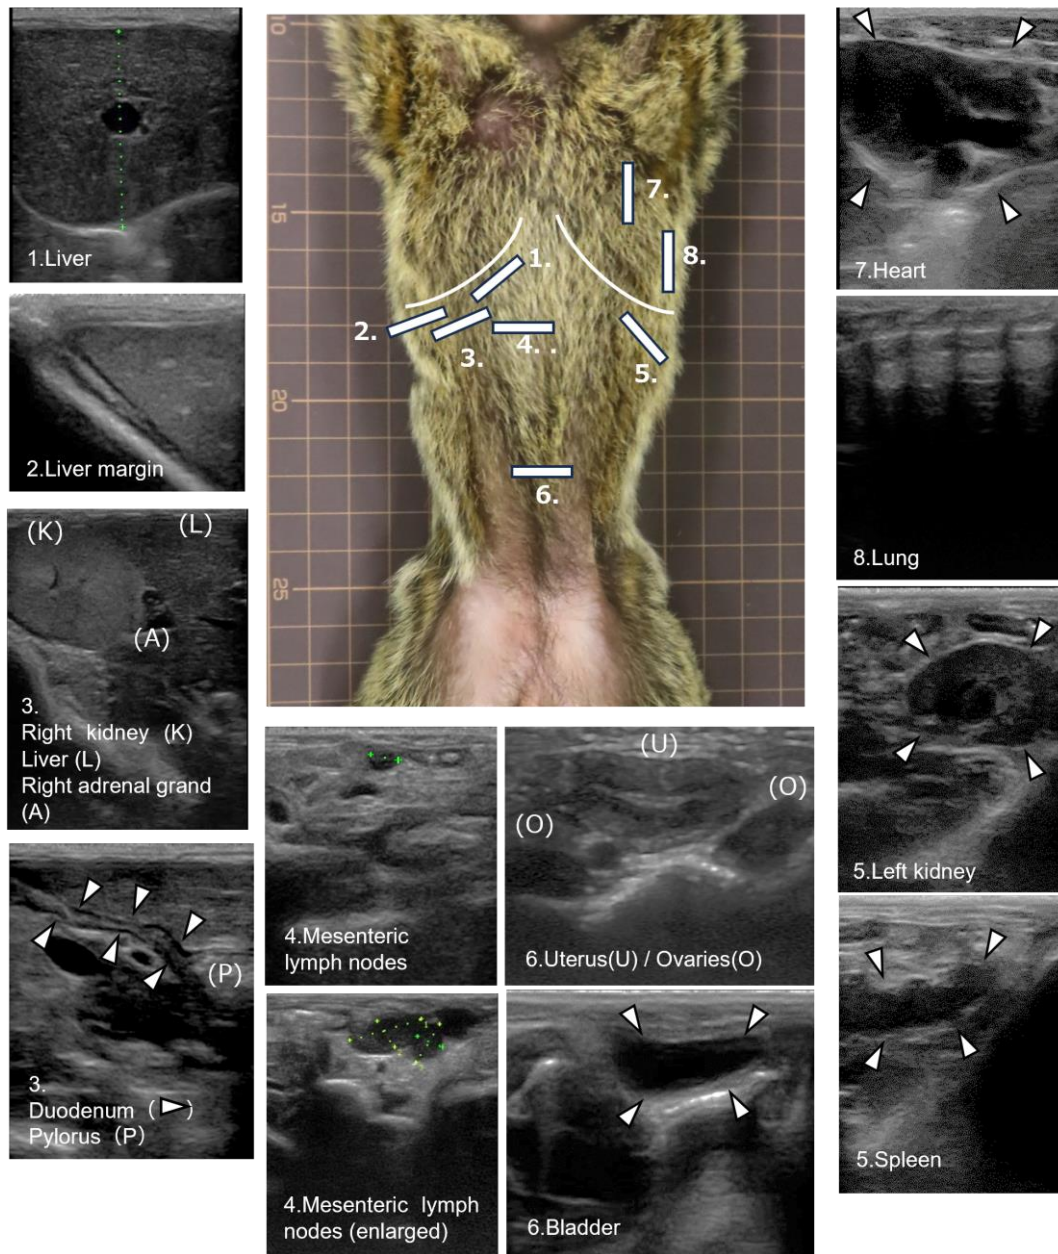 1.Liver
2.Liver margin
(K)
(L)
(A)
3.
Right kidney (K)
Liver (L)
Right adrenal grand
(A)
(P)
3.
Duodenum ( )
Pylorus (P)
10
15
20
25
1.
2.
3.
4. .
5.
6.
7.
8.
4.Mesenteric
lymph nodes
4.Mesenteric lymph
nodes (enlarged)
(U)
(O)
(O)
6.Uterus(U) / Ovaries(O)
6.Bladder
7.Heart
8.Lung
5.Left kidney
5.Spleen